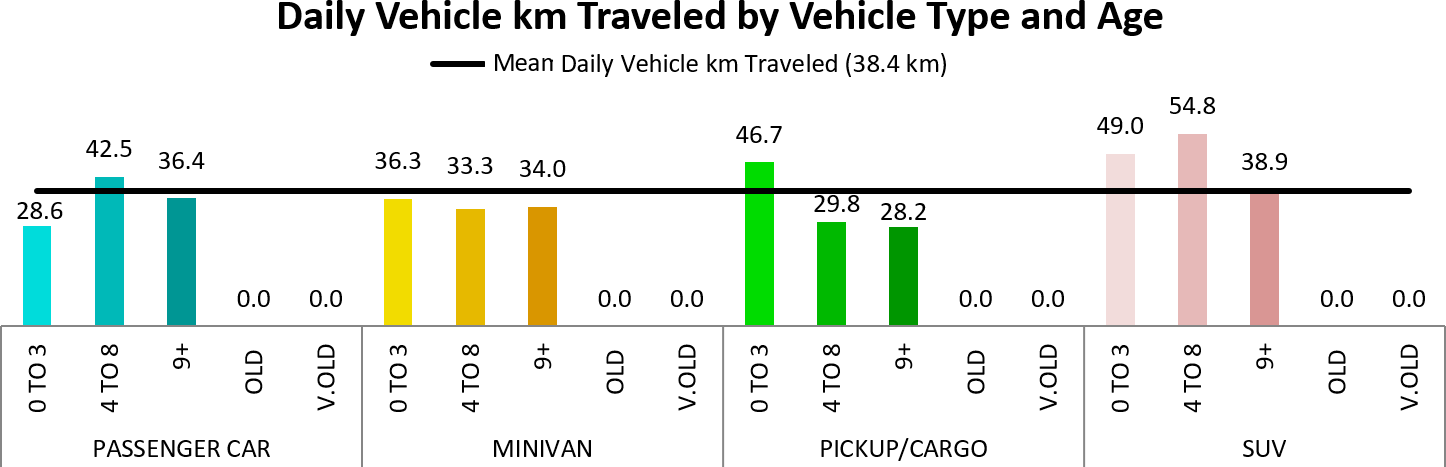 Daily Vehicle km Traveled by Vehicle Type and Age
Mean Daily Vehicle km Traveled (38.4 km)
28.6
42.5
36.4
0.0
0.0
36.3
33.3
34.0
0.0
0.0
46.7
29.8
28.2
0.0
0.0
49.0
54.8
38.9
0.0
0.0
0 TO 3
4 TO 8
9+
OLD
V.OLD
0 TO 3
4 TO 8
9+
OLD
V.OLD
0 TO 3
4 TO 8
9+
OLD
V.OLD
0 TO 3
4 TO 8
9+
OLD
V.OLD
PASSENGER CAR
MINIVAN
PICKUP/CARGO
SUV